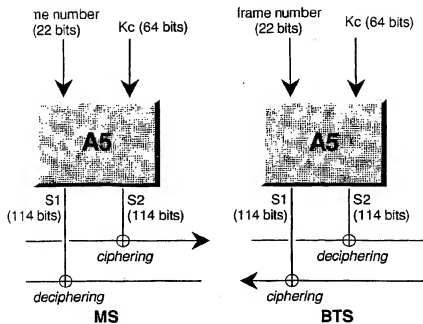 me number
(22 bits)
Kc (64 bits)
A5
S1
(114 bits)
S2
(114 bits)
ciphering
deciphering
MS
frame number
(22 bits)
Kc (64 bits)
A5
S1
(114 bits)
S2
(114 bits)
deciphering
ciphering
BTS